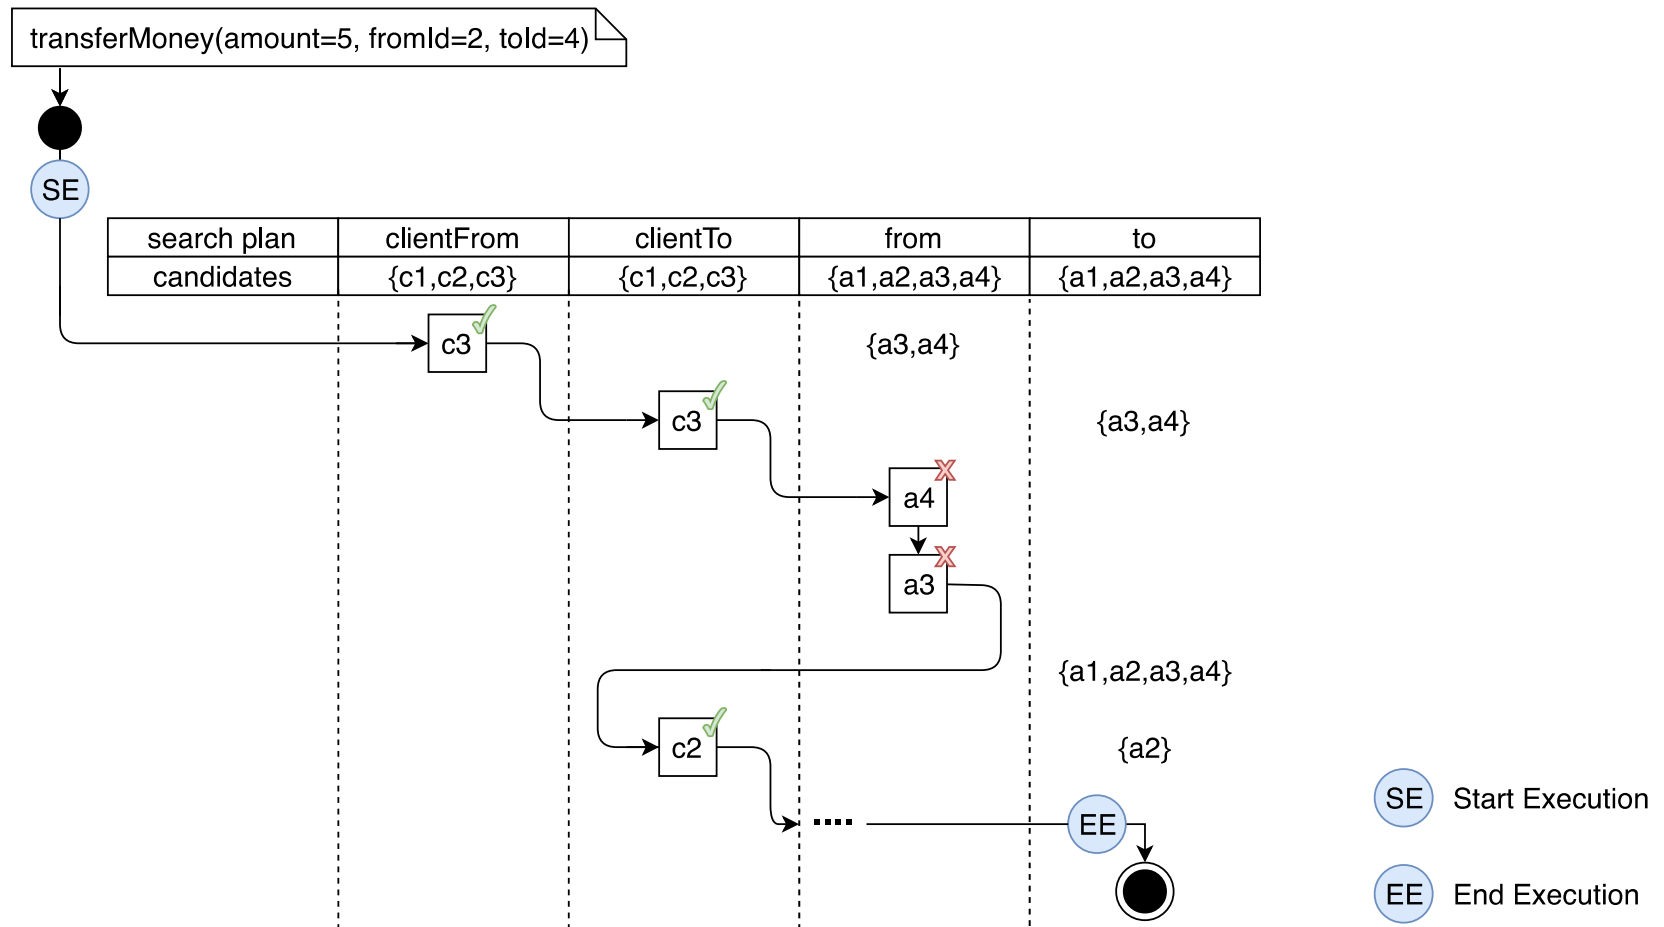 transferMoney(amount=5, fromId=2, toId=4)
SE
search plan clientFrom clientTo from to
candidates {c1,c2,c3} {c1,c2,c3} {a1,a2,a3,a4} {a1,a2,a3,a4}
c3 {a3,a4}
c3 {a3,a4}
a4
a3
{a1,a2,a3,a4}
c2 {a2}
SE Start Execution
.... EE
EE End Execution